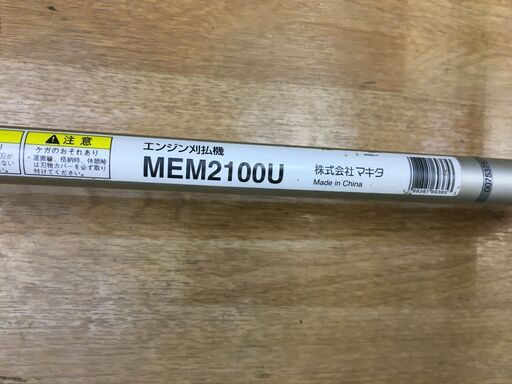 注意
ケガのおそれあり
・運搬時、格納時、休憩時
は刃物カバーを必ず取り
付けてください。
エンジン刈払機
MEM2100U
株式会社マキタ
Made in China